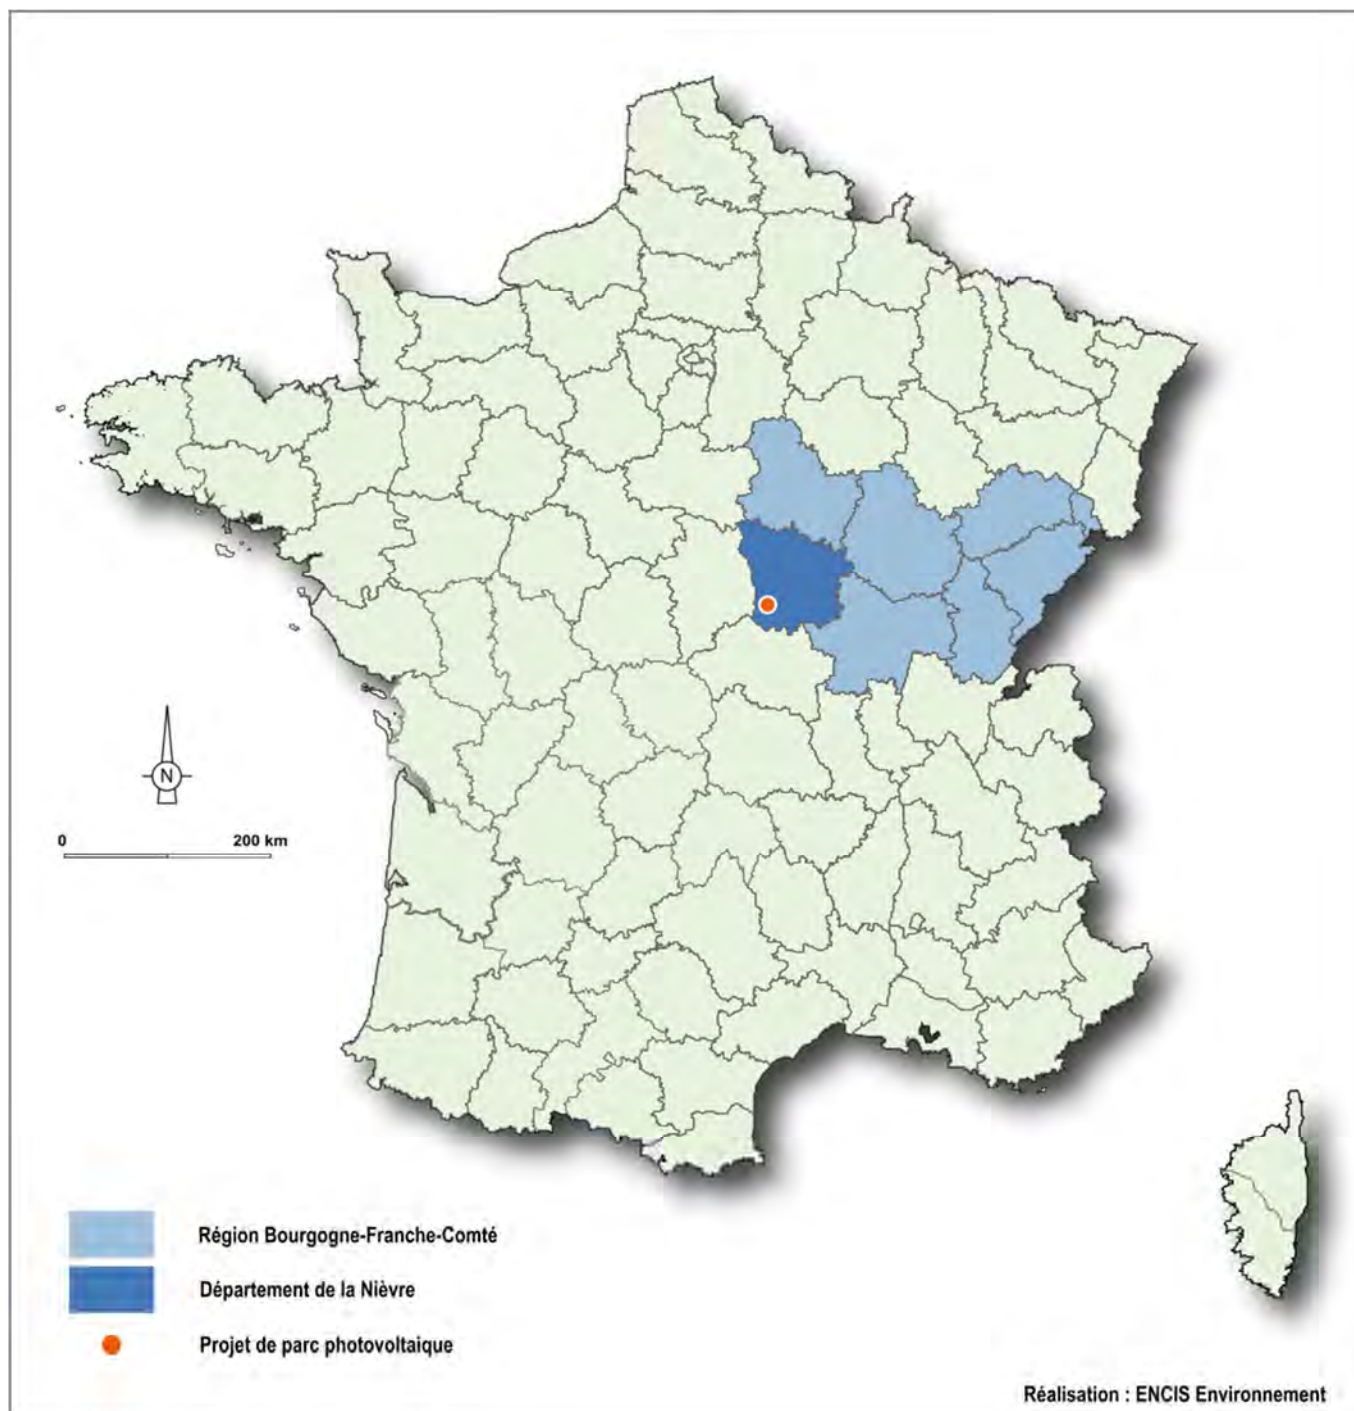 N
0 200 km
Région Bourgogne-Franche-Comté
Département de la Nièvre
Projet de parc photovoltaique
Réalisation : ENCIS Environnement